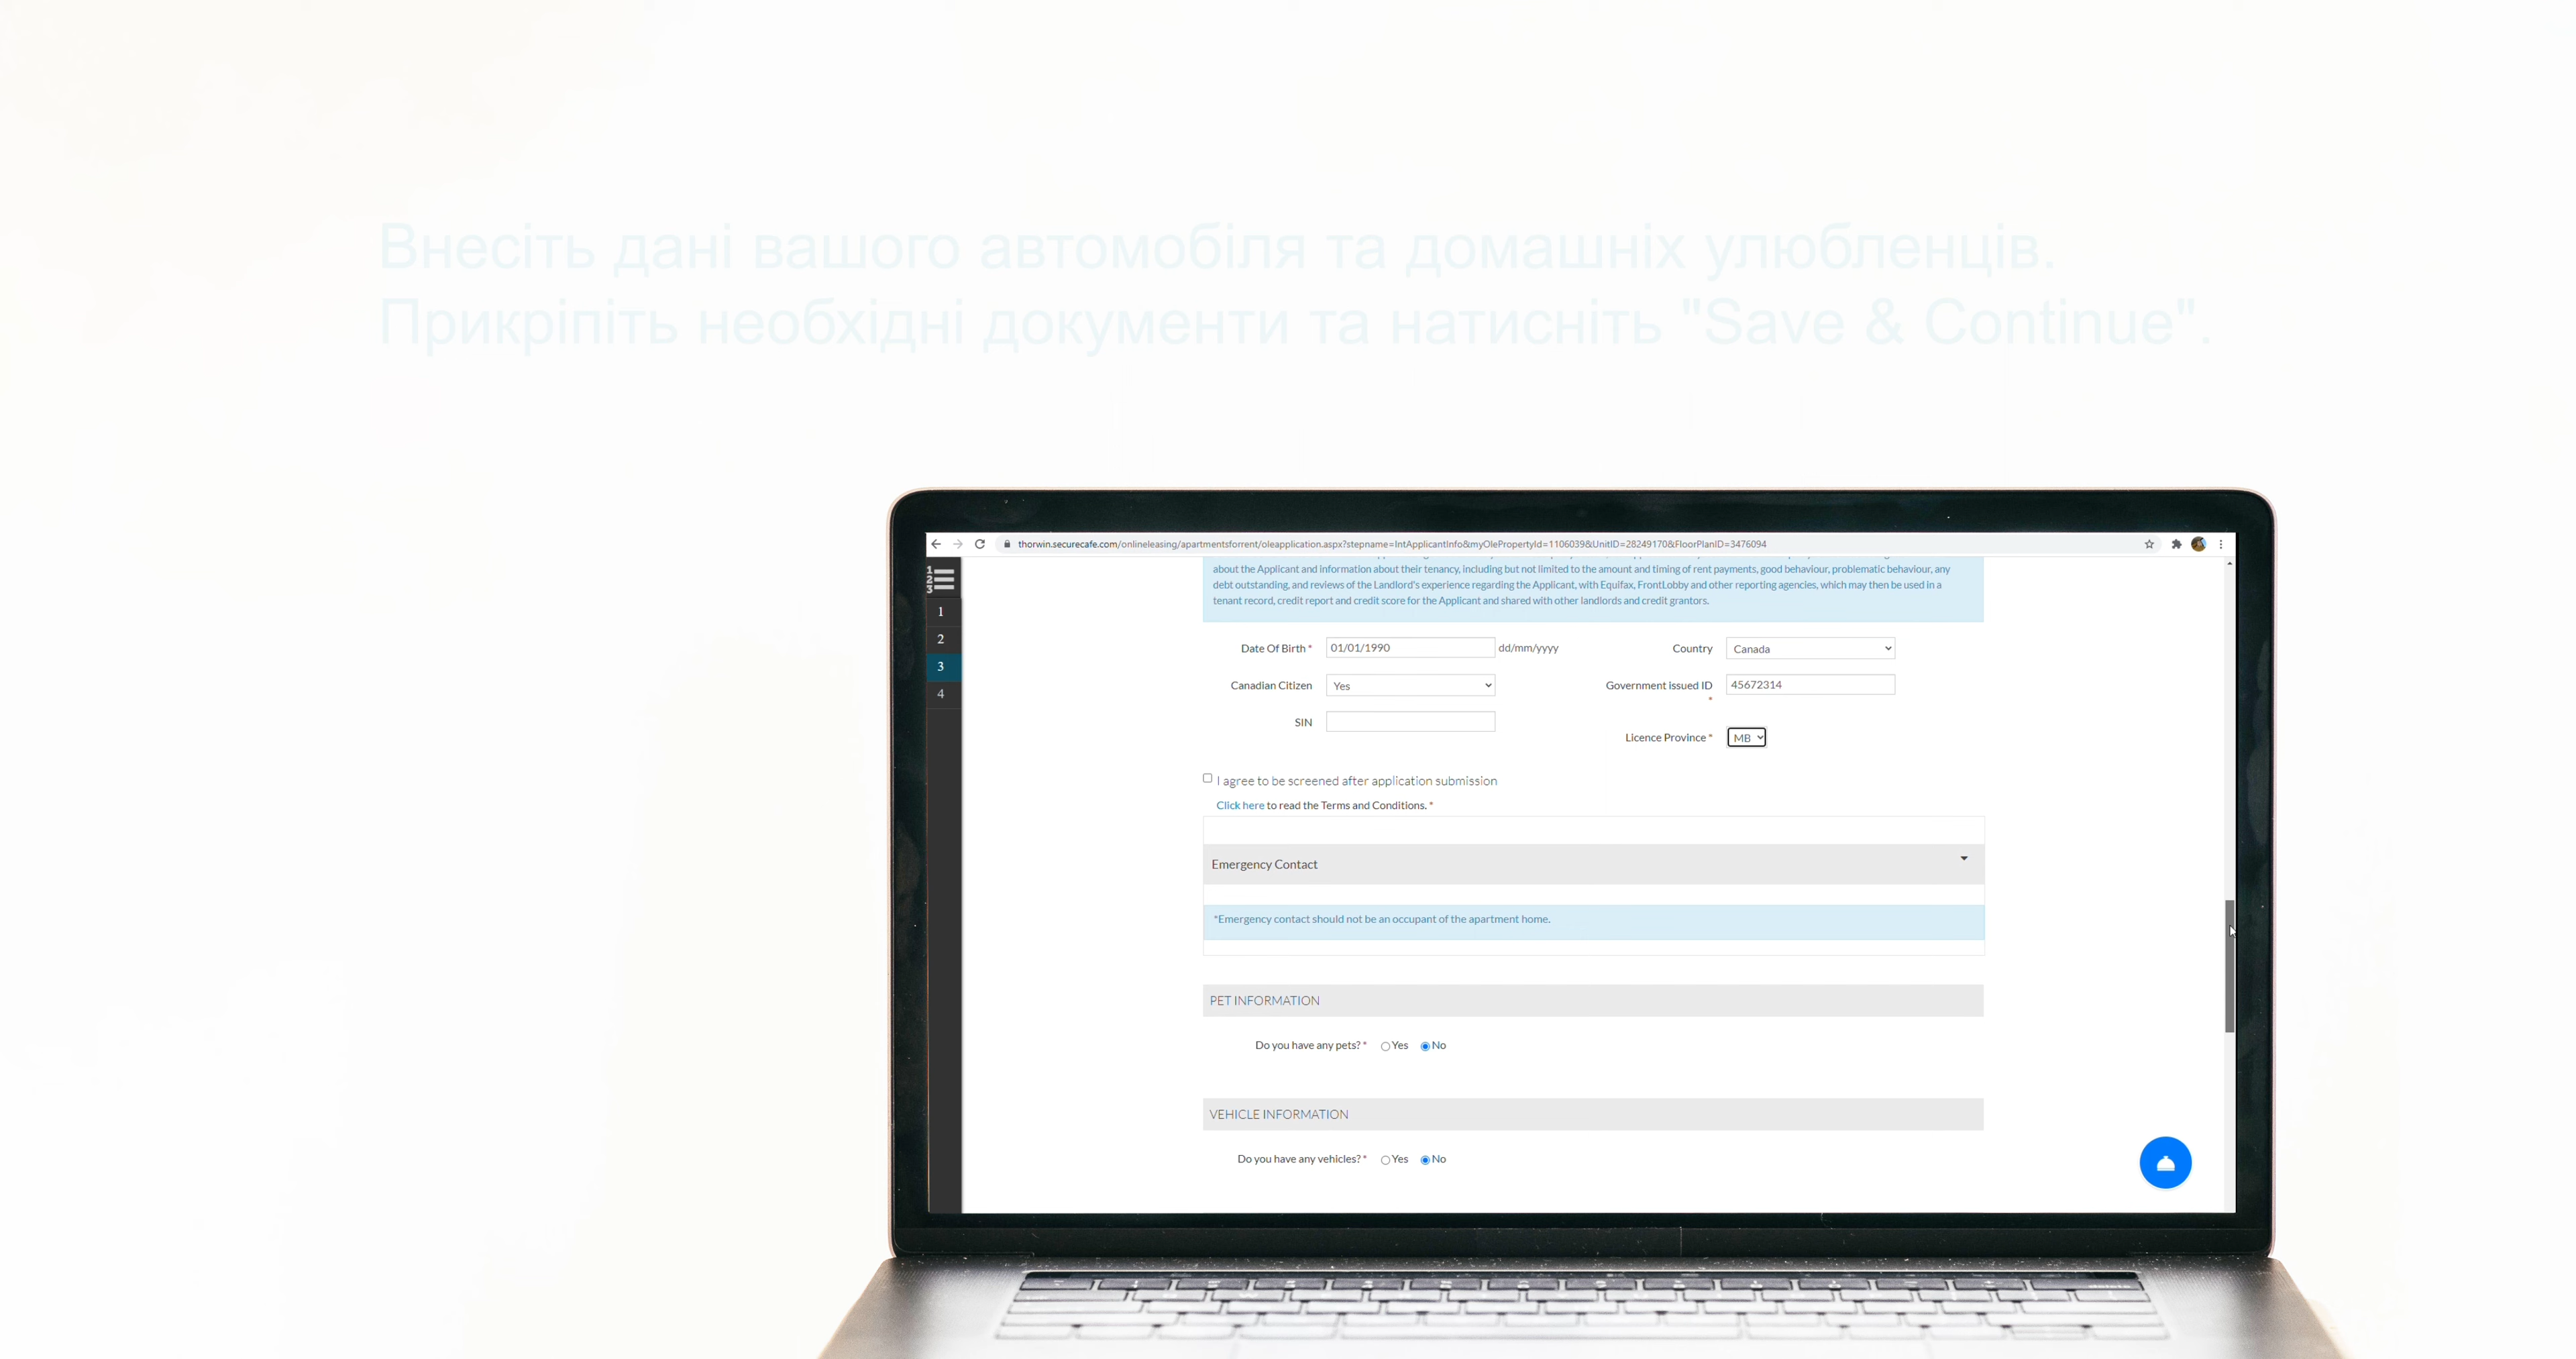 Внесіть дані вашого автомобіля та домашніх улюбленців.
Прикріпіть необхідні документи та натисніть "Save & Continue".
thorwin.securecafe.com/onlineleasing/apartmentsforrent/oleapplication.aspx?stepname=IntApplicantInfo&myOlePropertyId=1106039&UnitID=28249170&FloorPlanID=3476094
about the Applicant and information about their tenancy, including but not limited to the amount and timing of rent payments, good behaviour, problematic behaviour, any
debt outstanding, and reviews of the Landlord's experience regarding the Applicant, with Equifax, FrontLobby and other reporting agencies, which may then be used in a
tenant record, credit report and credit score for the Applicant and shared with other landlords and credit grantors.
1
2
3
4
Date Of Birth * 01/01/1990 dd/mm/yyyy Country Canada
Canadian Citizen Yes Government issued ID * 45672314
SIN
Licence Province * MB
I agree to be screened after application submission
Click here to read the Terms and Conditions. *
Emergency Contact
*Emergency contact should not be an occupant of the apartment home.
PET INFORMATION
Do you have any pets? * Yes No
VEHICLE INFORMATION
Do you have any vehicles? * Yes No